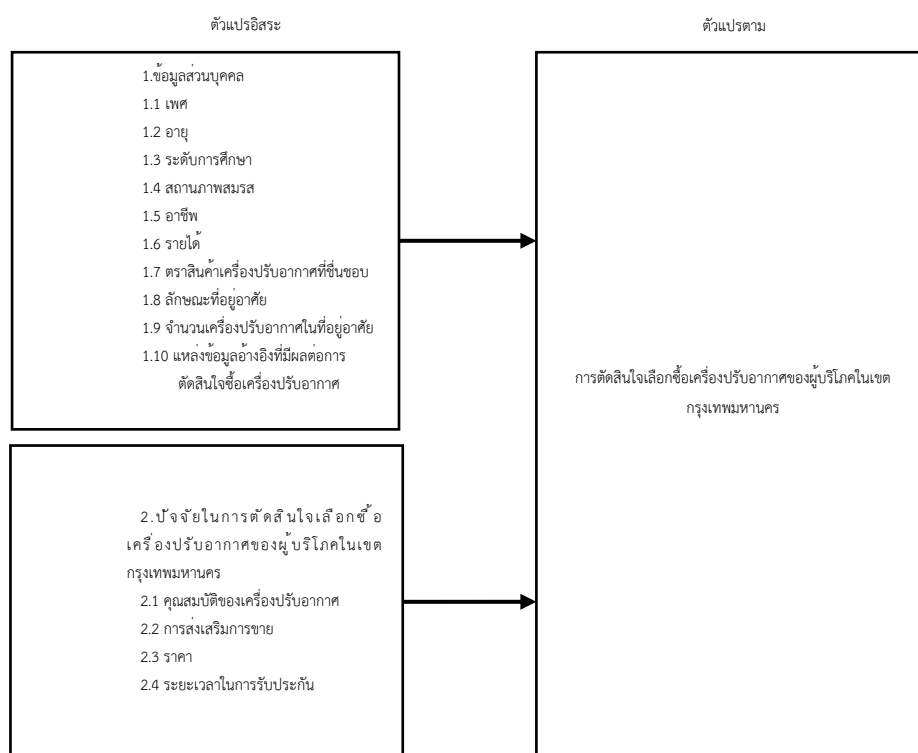 ตัวแปรอิสระ
ตัวแปรตาม
1.ข้อมูลส่วนบุคคล
1.1 เพศ
1.2 อายุ
1.3 ระดับการศึกษา
1.4 สถานภาพสมรส
1.5 อาชีพ
1.6 รายได้
1.7 ตราสินค้าเครื่องปรับอากาศที่ชื่นชอบ
1.8 ลักษณะที่อยู่อาศัย
1.9 จำนวนเครื่องปรับอากาศในที่อยู่อาศัย
1.10 แหล่งข้อมูลอ้างอิงที่มีผลต่อการ
ตัดสินใจซื้อเครื่องปรับอากาศ
2.ปัจจัยในการตัดสินใจเลือกซื้อ
เครื่องปรับอากาศของผู้บริโภคในเขต
กรุงเทพมหานคร
2.1 คุณสมบัติของเครื่องปรับอากาศ
2.2 การส่งเสริมการขาย
2.3 ราคา
2.4 ระยะเวลาในการรับประกัน
การตัดสินใจเลือกซื้อเครื่องปรับอากาศของผู้บริโภคในเขต
กรุงเทพมหานคร